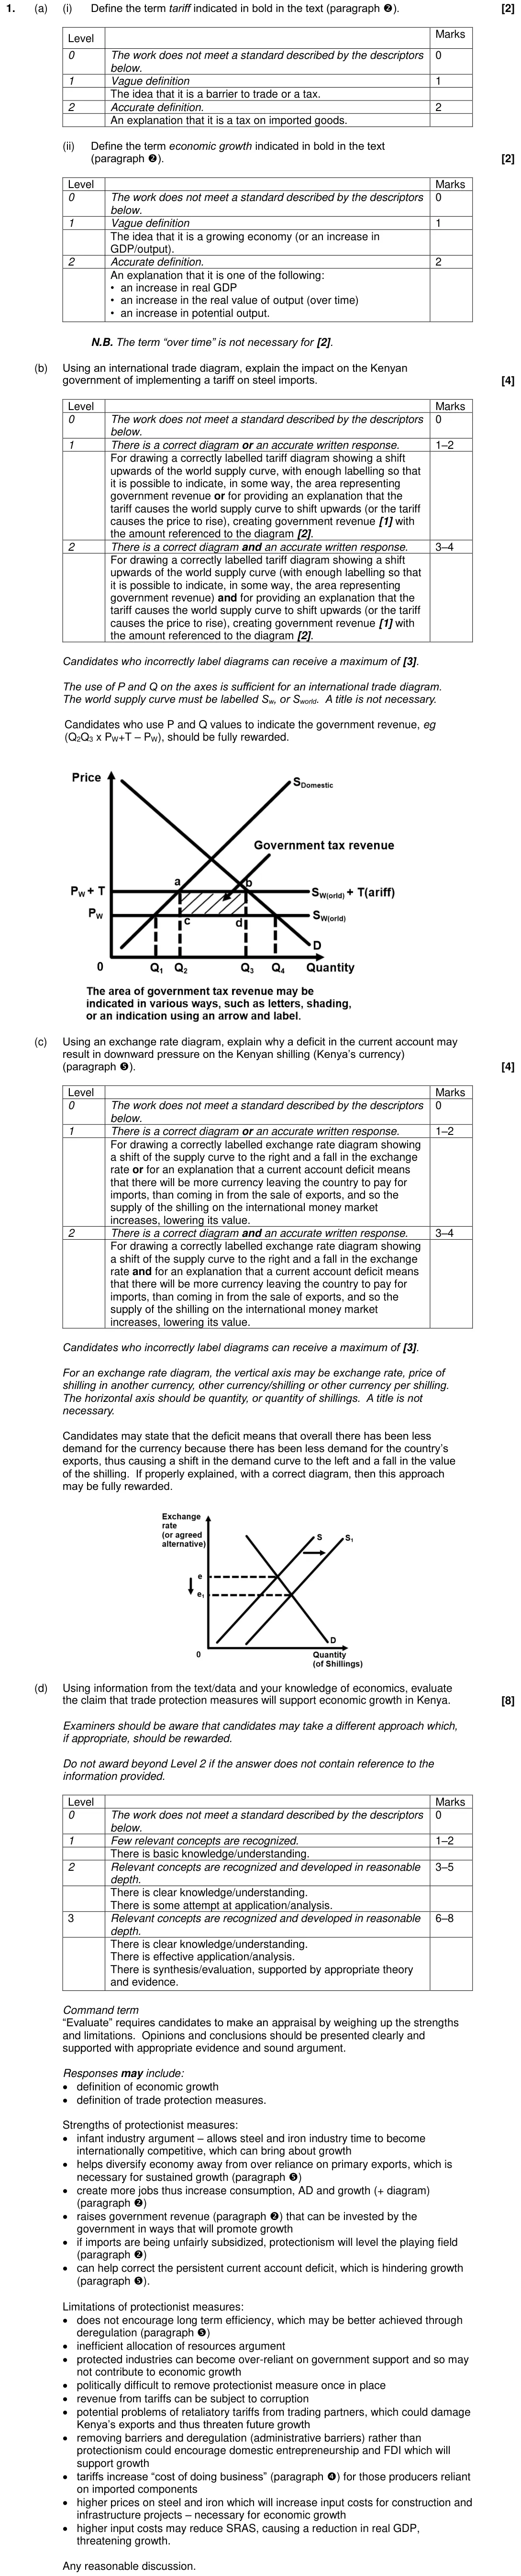 1. (a) (i) Define the term tariff indicated in bold in the text (paragraph ❷). [2]
Level Marks
0 The work does not meet a standard described by the descriptors 0
below.
1 Vague definition 1
The idea that it is a barrier to trade or a tax.
2 Accurate definition. 2
An explanation that it is a tax on imported goods.
(ii) Define the term economic growth indicated in bold in the text
(paragraph ❷). [2]
Level Marks
0 The work does not meet a standard described by the descriptors 0
below.
1 Vague definition 1
The idea that it is a growing economy (or an increase in
GDP/output).
2 Accurate definition. 2
An explanation that it is one of the following:
• an increase in real GDP
• an increase in the real value of output (over time)
• an increase in potential output.
N.B. The term “over time” is not necessary for [2].
(b) Using an international trade diagram, explain the impact on the Kenyan
government of implementing a tariff on steel imports. [4]
Level Marks
0 The work does not meet a standard described by the descriptors 0
below.
1 There is a correct diagram or an accurate written response. 1–2
For drawing a correctly labelled tariff diagram showing a shift
upwards of the world supply curve, with enough labelling so that
it is possible to indicate, in some way, the area representing
government revenue or for providing an explanation that the
tariff causes the world supply curve to shift upwards (or the tariff
causes the price to rise), creating government revenue [1] with
the amount referenced to the diagram [2].
2 There is a correct diagram and an accurate written response. 3–4
For drawing a correctly labelled tariff diagram showing a shift
upwards of the world supply curve (with enough labelling so that
it is possible to indicate, in some way, the area representing
government revenue) and for providing an explanation that the
tariff causes the world supply curve to shift upwards (or the tariff
causes the price to rise), creating government revenue [1] with
the amount referenced to the diagram [2].
Candidates who incorrectly label diagrams can receive a maximum of [3].
The use of P and Q on the axes is sufficient for an international trade diagram.
The world supply curve must be labelled Sw, or Sworld. A title is not necessary.
Candidates who use P and Q values to indicate the government revenue, eg
(Q₂Q₃ x PW+T – PW), should be fully rewarded.
Price
SDomestic
Government tax revenue
a b
PW + T SW(orld) + T(ariff)
PW SW(orld)
c d
D
0 Q₁ Q₂ Q₃ Q₄ Quantity
The area of government tax revenue may be
indicated in various ways, such as letters, shading,
or an indication using an arrow and label.
(c) Using an exchange rate diagram, explain why a deficit in the current account may
result in downward pressure on the Kenyan shilling (Kenya’s currency)
(paragraph ❺). [4]
Level Marks
0 The work does not meet a standard described by the descriptors 0
below.
1 There is a correct diagram or an accurate written response. 1–2
For drawing a correctly labelled exchange rate diagram showing
a shift of the supply curve to the right and a fall in the exchange
rate or for an explanation that a current account deficit means
that there will be more currency leaving the country to pay for
imports, than coming in from the sale of exports, and so the
supply of the shilling on the international money market
increases, lowering its value.
2 There is a correct diagram and an accurate written response. 3–4
For drawing a correctly labelled exchange rate diagram showing
a shift of the supply curve to the right and a fall in the exchange
rate and for an explanation that a current account deficit means
that there will be more currency leaving the country to pay for
imports, than coming in from the sale of exports, and so the
supply of the shilling on the international money market
increases, lowering its value.
Candidates who incorrectly label diagrams can receive a maximum of [3].
For an exchange rate diagram, the vertical axis may be exchange rate, price of
shilling in another currency, other currency/shilling or other currency per shilling.
The horizontal axis should be quantity, or quantity of shillings. A title is not
necessary.
Candidates may state that the deficit means that overall there has been less
demand for the currency because there has been less demand for the country’s
exports, thus causing a shift in the demand curve to the left and a fall in the value
of the shilling. If properly explained, with a correct diagram, then this approach
may be fully rewarded.
Exchange
rate
(or agreed
alternative)
S S₁
e
e₁
D
0 Quantity
(of Shillings)
(d) Using information from the text/data and your knowledge of economics, evaluate
the claim that trade protection measures will support economic growth in Kenya. [8]
Examiners should be aware that candidates may take a different approach which,
if appropriate, should be rewarded.
Do not award beyond Level 2 if the answer does not contain reference to the
information provided.
Level Marks
0 The work does not meet a standard described by the descriptors 0
below.
1 Few relevant concepts are recognized. 1–2
There is basic knowledge/understanding.
2 Relevant concepts are recognized and developed in reasonable 3–5
depth.
There is clear knowledge/understanding.
There is some attempt at application/analysis.
3 Relevant concepts are recognized and developed in reasonable 6–8
depth.
There is clear knowledge/understanding.
There is effective application/analysis.
There is synthesis/evaluation, supported by appropriate theory
and evidence.
Command term
“Evaluate” requires candidates to make an appraisal by weighing up the strengths
and limitations. Opinions and conclusions should be presented clearly and
supported with appropriate evidence and sound argument.
Responses may include:
• definition of economic growth
• definition of trade protection measures.
Strengths of protectionist measures:
• infant industry argument – allows steel and iron industry time to become
internationally competitive, which can bring about growth
• helps diversify economy away from over reliance on primary exports, which is
necessary for sustained growth (paragraph ❺)
• create more jobs thus increase consumption, AD and growth (+ diagram)
(paragraph ❷)
• raises government revenue (paragraph ❷) that can be invested by the
government in ways that will promote growth
• if imports are being unfairly subsidized, protectionism will level the playing field
(paragraph ❷)
• can help correct the persistent current account deficit, which is hindering growth
(paragraph ❺).
Limitations of protectionist measures:
• does not encourage long term efficiency, which may be better achieved through
deregulation (paragraph ❺)
• inefficient allocation of resources argument
• protected industries can become over-reliant on government support and so may
not contribute to economic growth
• politically difficult to remove protectionist measure once in place
• revenue from tariffs can be subject to corruption
• potential problems of retaliatory tariffs from trading partners, which could damage
Kenya’s exports and thus threaten future growth
• removing barriers and deregulation (administrative barriers) rather than
protectionism could encourage domestic entrepreneurship and FDI which will
support growth
• tariffs increase “cost of doing business” (paragraph ❹) for those producers reliant
on imported components
• higher prices on steel and iron which will increase input costs for construction and
infrastructure projects – necessary for economic growth
• higher input costs may reduce SRAS, causing a reduction in real GDP,
threatening growth.
Any reasonable discussion.